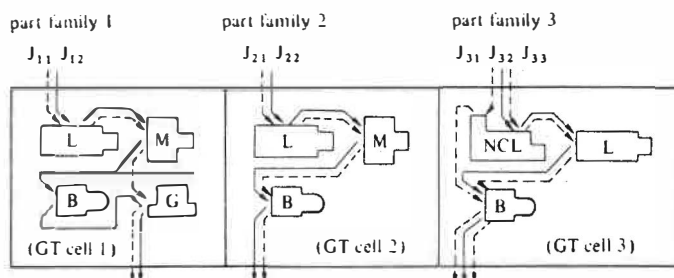 part family 1 part family 2 part family 3
J11 J12 J21 J22 J31 J32 J33
L M L M NCL L
B G B B
(GT cell 1) (GT cell 2) (GT cell 3)